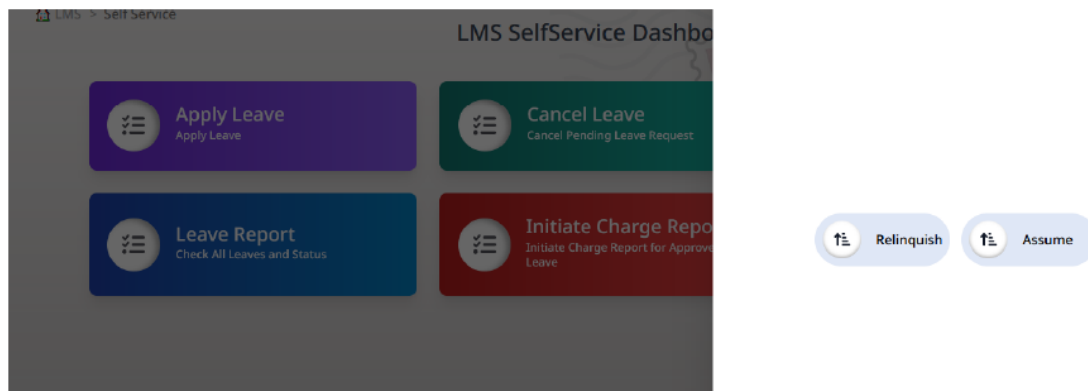 LMS > Self Service
LMS SelfService Dashbo
Apply Leave
Apply Leave
Cancel Leave
Cancel Pending Leave Request
Leave Report
Check All Leaves and Status
Initiate Charge Repo
Initiate Charge Report for Approve
Leave
Relinquish
Assume